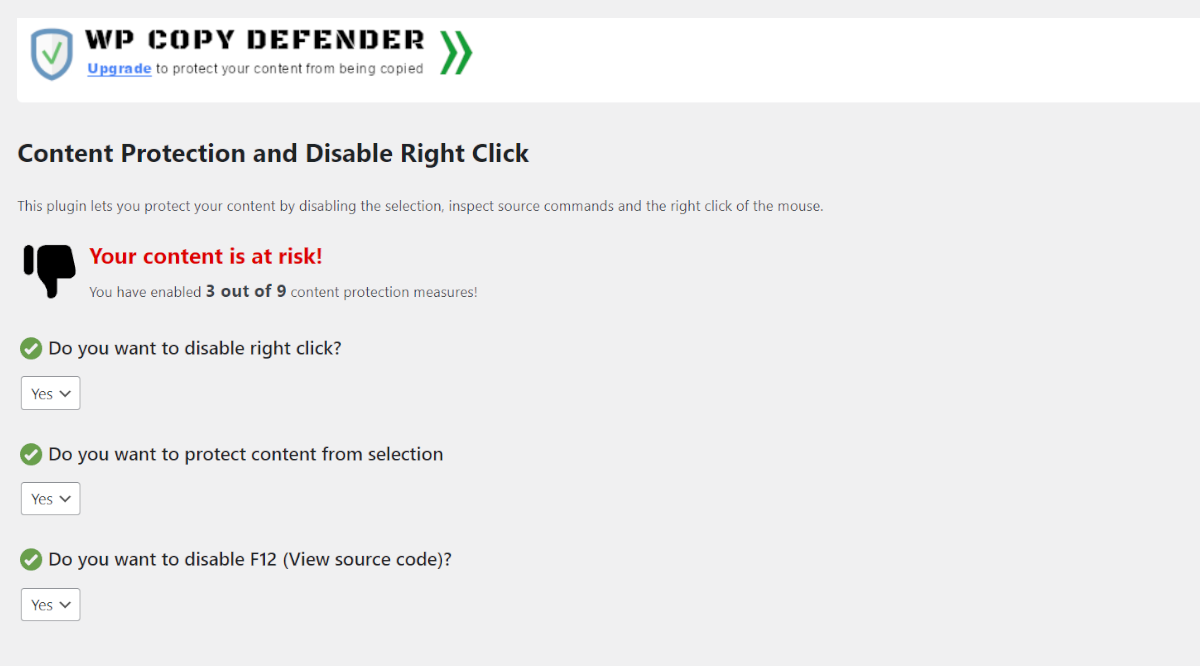 WP COPY DEFENDER
Upgrade to protect your content from being copied
Content Protection and Disable Right Click
This plugin lets you protect your content by disabling the selection, inspect source commands and the right click of the mouse.
Your content is at risk!
You have enabled 3 out of 9 content protection measures!
Do you want to disable right click?
Yes
Do you want to protect content from selection
Yes
Do you want to disable F12 (View source code)?
Yes